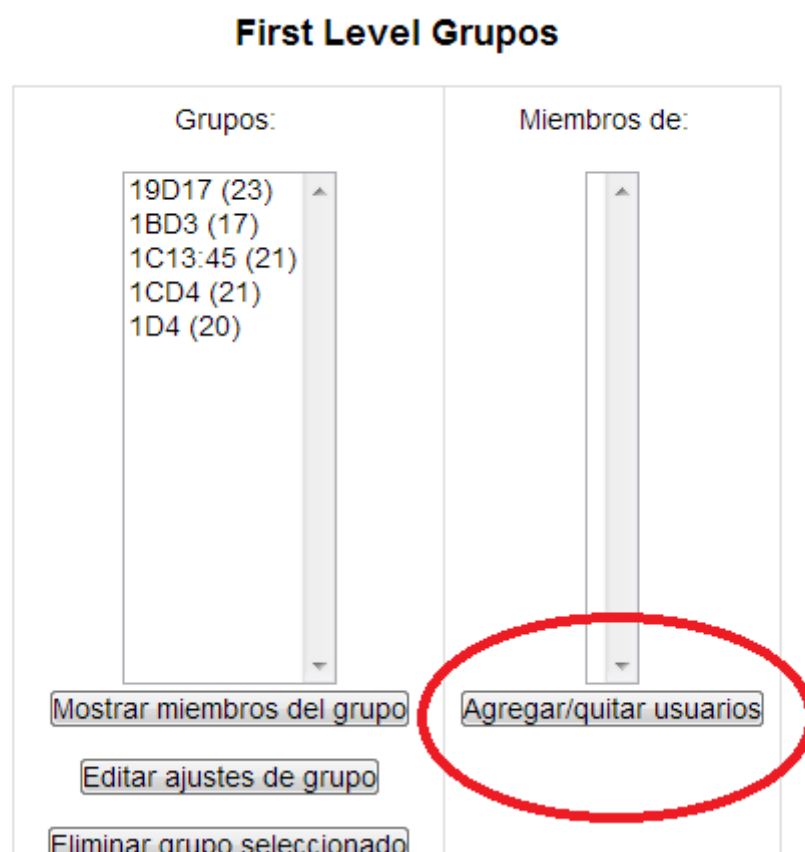 First Level Grupos
Grupos:
19D17 (23)
1BD3 (17)
1C13:45 (21)
1CD4 (21)
1D4 (20)
Mostrar miembros del grupo
Editar ajustes de grupo
Eliminar grupo seleccionado
Miembros de:
Agregar/quitar usuarios